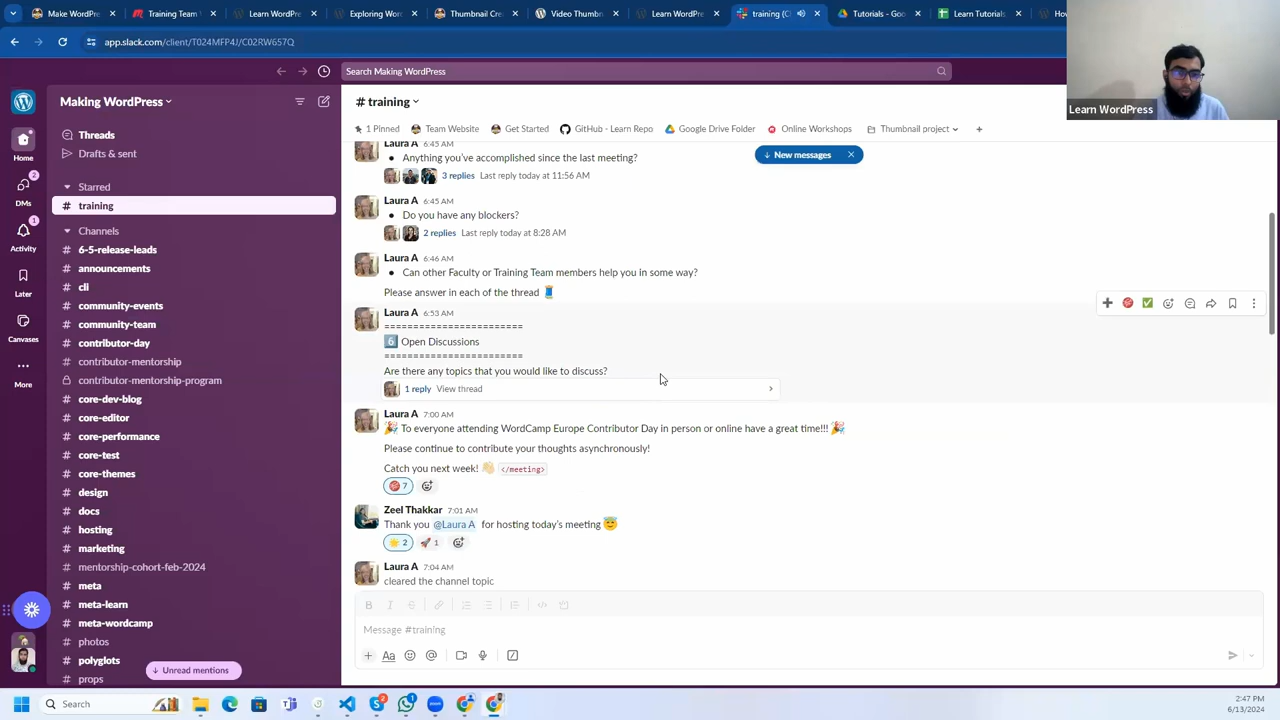 Make WordPre
Training Team
Learn WordPre
Exploring Word
Thumbnail Cre
Video Thumbn
Learn WordPre
training (C
Tutorials - Goo
Learn Tutorials
How
app.slack.com/client/T024MFP4J/C02RW657Q
Search Making WordPress
Learn WordPress
Making WordPress
# training
1 Pinned
Team Website
Get Started
GitHub - Learn Repo
Google Drive Folder
Online Workshops
Thumbnail project
Home
DMs
2
Activity
1
Later
Canvases
More
Threads
Drafts & sent
Starred
# training
Channels
# 6-5-release-leads
# announcements
# cli
# community-events
# community-team
# contributor-day
# contributor-mentorship
contributor-mentorship-program
# core-dev-blog
# core-editor
# core-performance
# core-test
# core-themes
# design
# docs
# hosting
# marketing
# mentorship-cohort-feb-2024
# meta
# meta-learn
# meta-wordcamp
# photos
# polyglots
# props
↓ Unread mentions
↓ New messages
Laura A 6:45 AM
• Anything you've accomplished since the last meeting?
3 replies Last reply today at 11:56 AM
Laura A 6:45 AM
• Do you have any blockers?
2 replies Last reply today at 8:28 AM
Laura A 6:46 AM
• Can other Faculty or Training Team members help you in some way?
Please answer in each of the thread 🧵
Laura A 6:53 AM
========================
6️⃣ Open Discussions
========================
Are there any topics that you would like to discuss?
1 reply View thread
Laura A 7:00 AM
🎉 To everyone attending WordCamp Europe Contributor Day in person or online have a great time!!! 🎉
Please continue to contribute your thoughts asynchronously!
Catch you next week! 👋 </meeting>
7
Zeel Thakkar 7:01 AM
Thank you @Laura A for hosting today's meeting 😇
2
🚀 1
Laura A 7:04 AM
cleared the channel topic
Message #training
Search
2
1
2:47 PM
6/13/2024